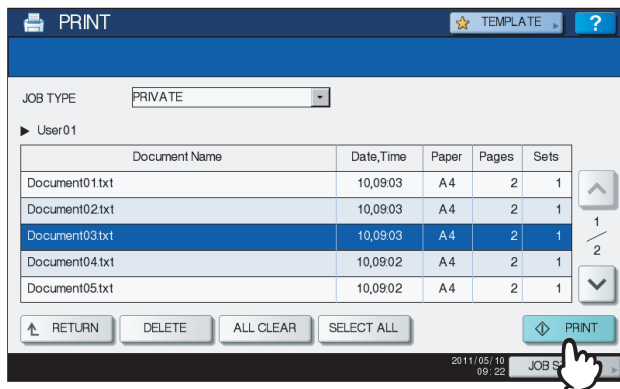 PRINT
TEMPLATE
?
JOB TYPE PRIVATE
User01
Document Name Date,Time Paper Pages Sets
Document01.txt 10,09:03 A4 2 1
Document02.txt 10,09:03 A4 2 1
Document03.txt 10,09:03 A4 2 1
Document04.txt 10,09:02 A4 2 1
Document05.txt 10,09:02 A4 2 1
1
2
RETURN DELETE ALL CLEAR SELECT ALL PRINT
2011/05/10
09:22
JOB